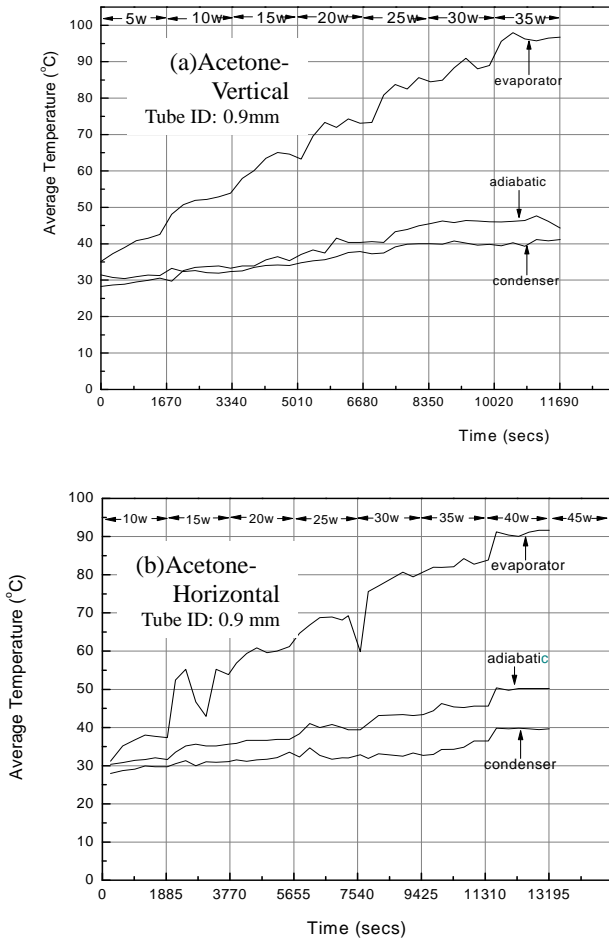 5w 10w 15w 20w 25w 30w 35w
(a)Acetone-
Vertical
Tube ID: 0.9mm
evaporator
adiabatic
condenser
Average Temperature (°C)
100
90
80
70
60
50
40
30
20
10
0
0 1670 3340 5010 6680 8350 10020 11690
Time (secs)
10w 15w 20w 25w 30w 35w 40w 45w
(b)Acetone-
Horizontal
Tube ID: 0.9 mm
evaporator
adiabatic
condenser
Average Temperature (°C)
100
90
80
70
60
50
40
30
20
10
0
0 1885 3770 5655 7540 9425 11310 13195
Time (secs)